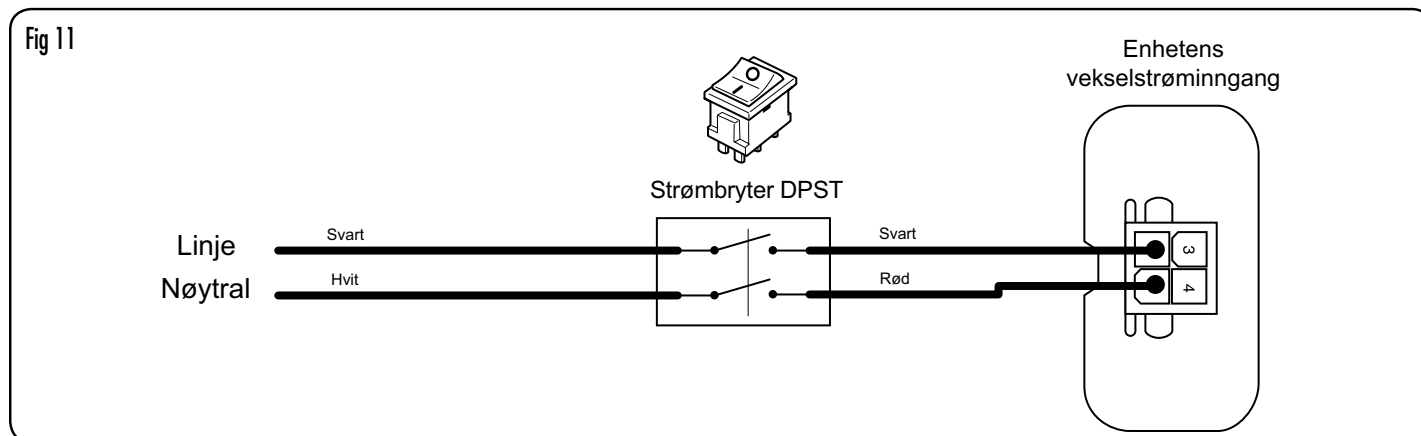 Fig 11
Enhetens
vekselstrøminngang
Strømbryter DPST
Linje
Svart
Svart
3
Nøytral
Hvit
Rød
4